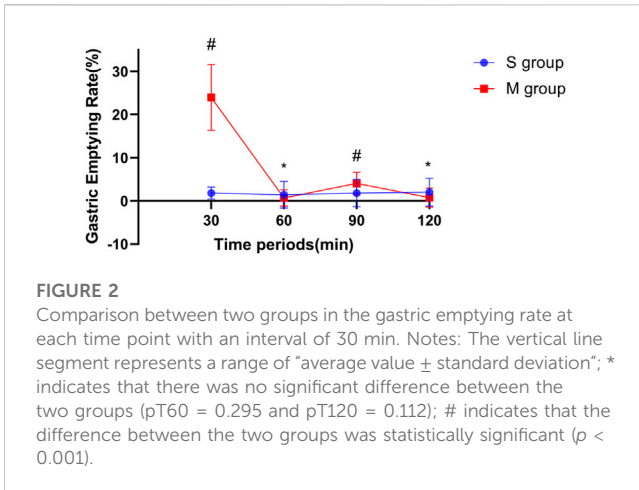 #
S group
M group
Gastric Emptying Rate(%)
30
20
10
0
-10
*
#
*
30
60
90
120
Time periods(min)
FIGURE 2
Comparison between two groups in the gastric emptying rate at
each time point with an interval of 30 min. Notes: The vertical line
segment represents a range of “average value ± standard deviation”; *
indicates that there was no significant difference between the
two groups (pT60 = 0.295 and pT120 = 0.112); # indicates that the
difference between the two groups was statistically significant (p <
0.001).